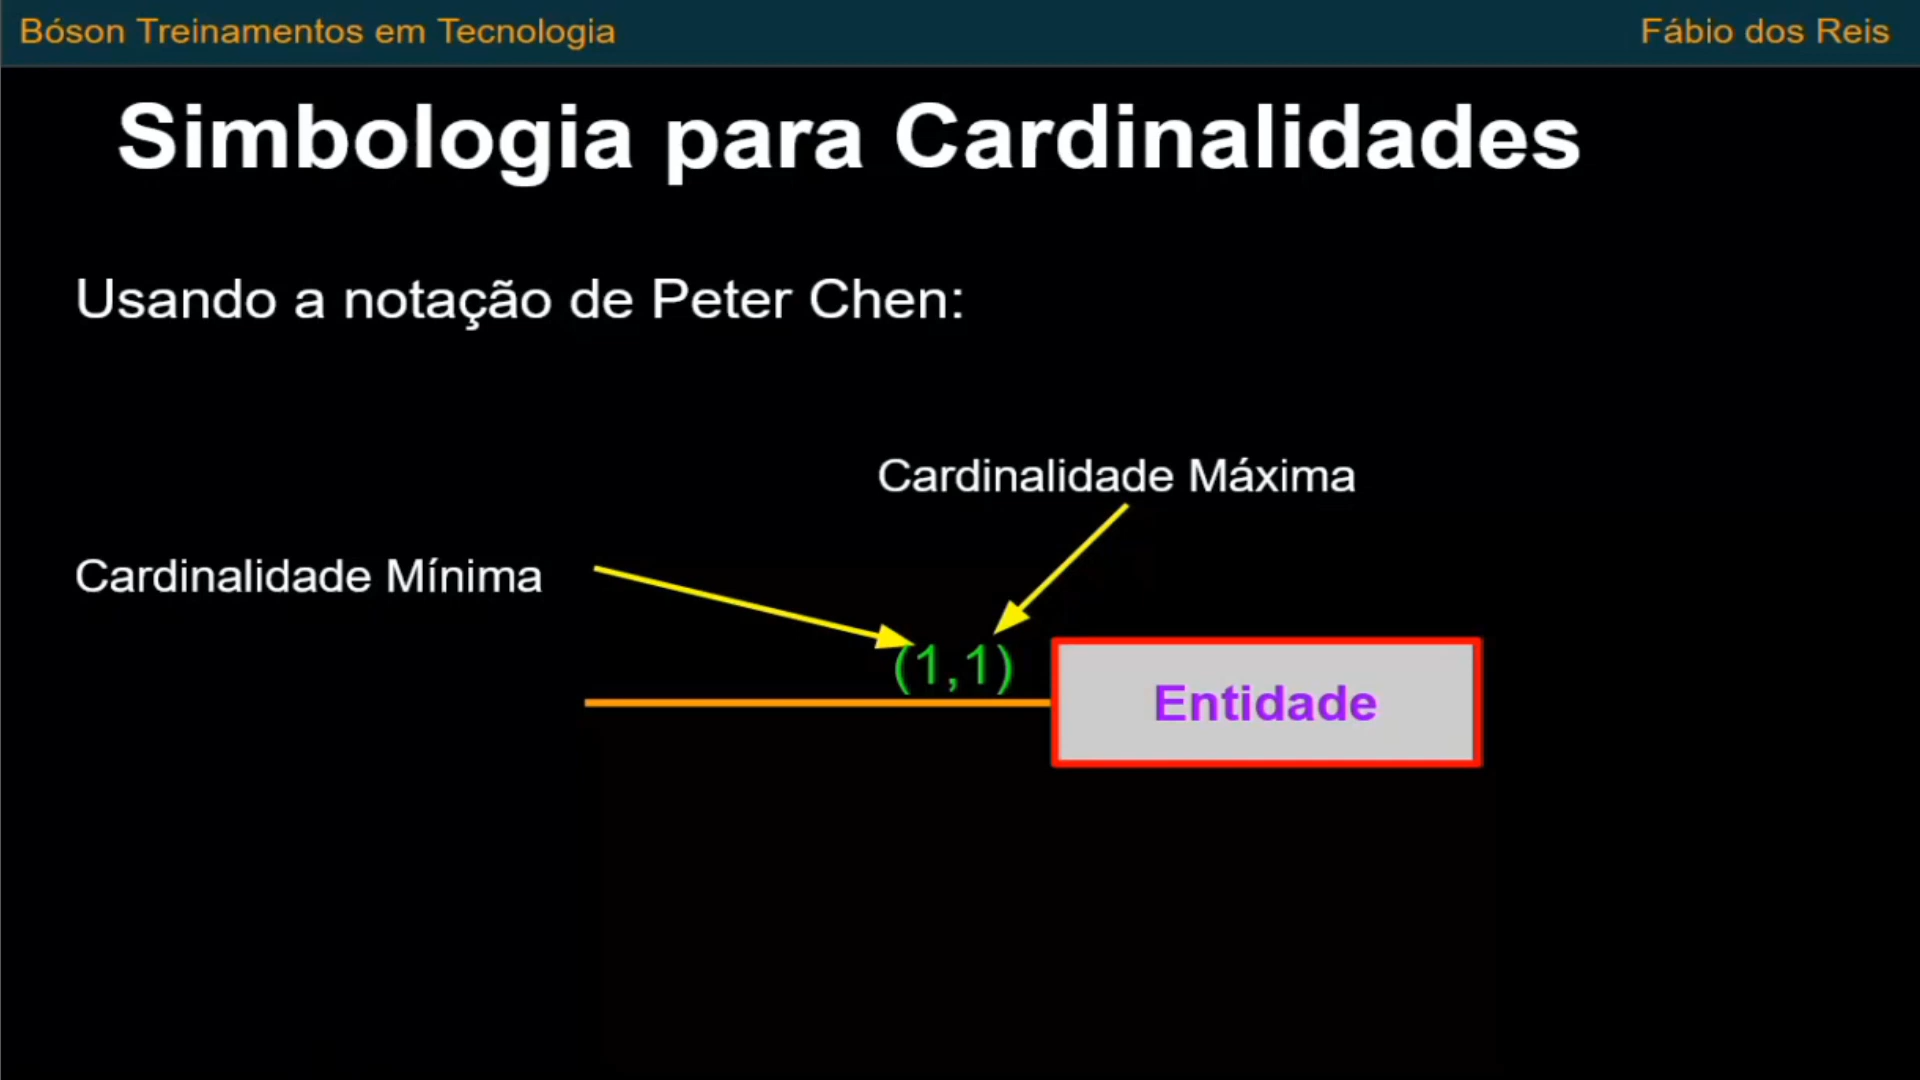 Bóson Treinamentos em Tecnologia
Fábio dos Reis
Simbologia para Cardinalidades
Usando a notação de Peter Chen:
Cardinalidade Máxima
Cardinalidade Mínima
(1,1)
Entidade